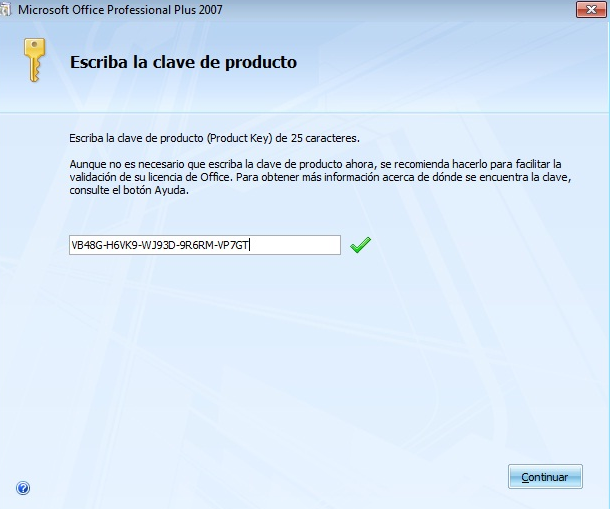 Microsoft Office Professional Plus 2007
Escriba la clave de producto
Escriba la clave de producto (Product Key) de 25 caracteres.
Aunque no es necesario que escriba la clave de producto ahora, se recomienda hacerlo para facilitar la
validación de su licencia de Office. Para obtener más información acerca de dónde se encuentra la clave,
consulte el botón Ayuda.
VB48G-H6VK9-WJ93D-9R6RM-VP7GT
Continuar